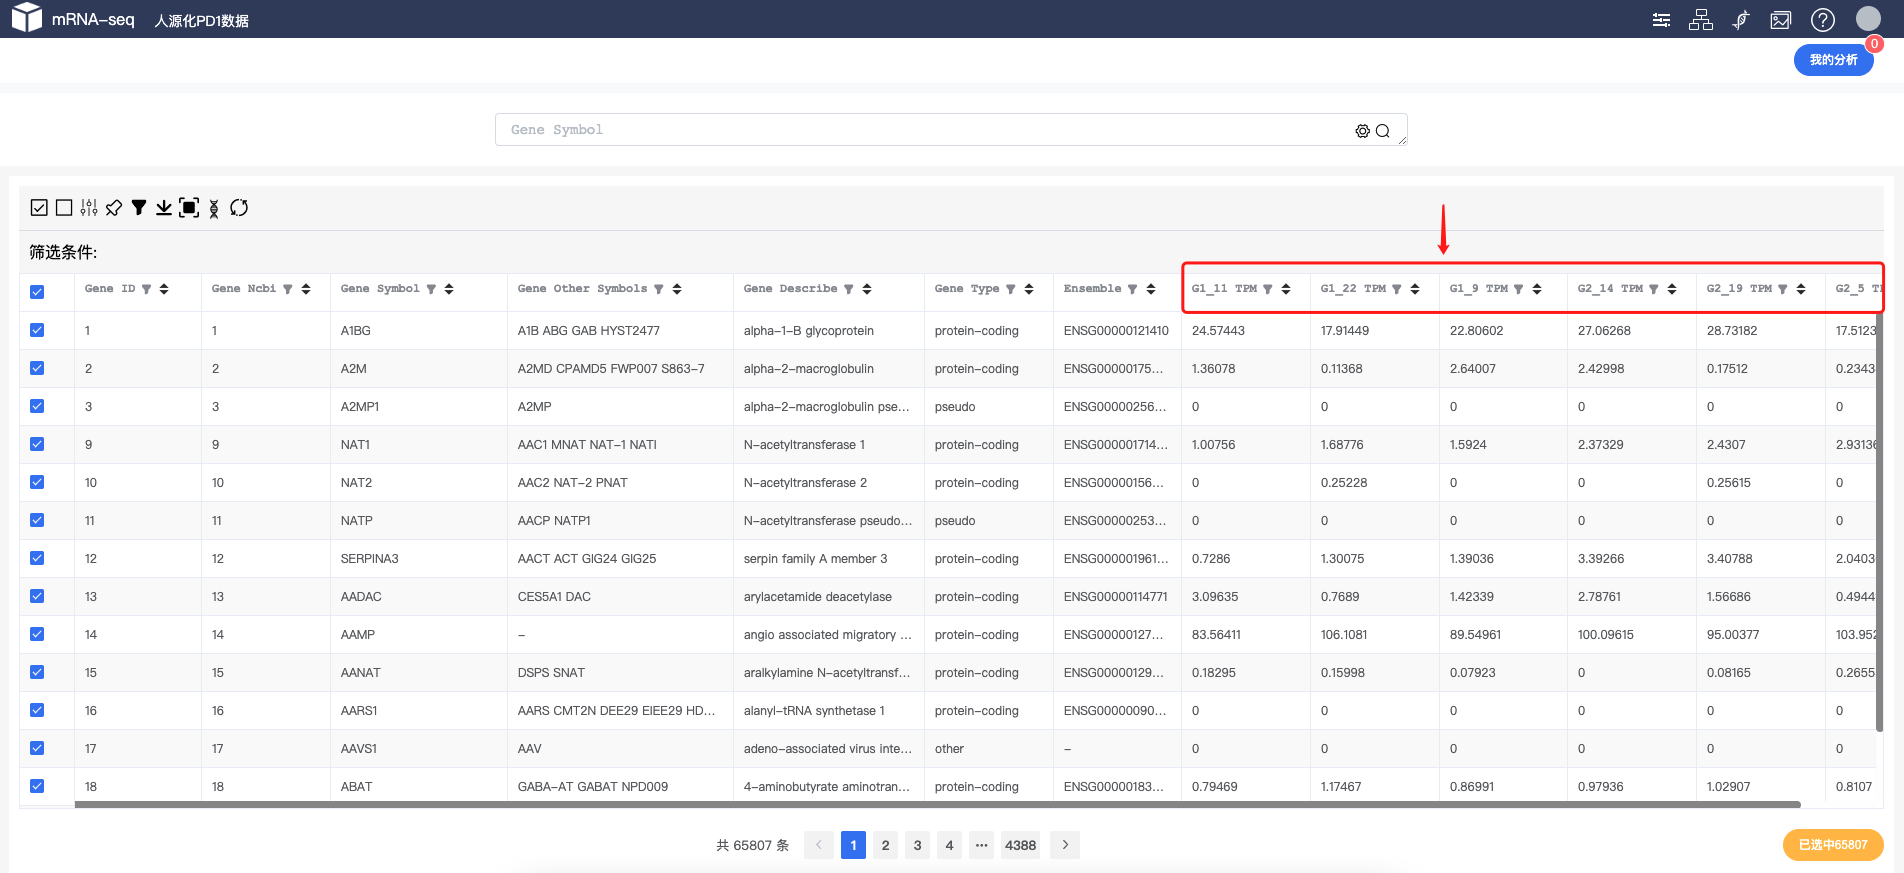 mRNA-seq 人源化PD1数据
0
我的分析
Gene Symbol
筛选条件:
Gene ID Gene Ncbi Gene Symbol Gene Other Symbols Gene Describe Gene Type Ensemble G1_11 TPM G1_22 TPM G1_9 TPM G2_14 TPM G2_19 TPM G2_5
1 1 A1BG A1B ABG GAB HYST2477 alpha-1-B glycoprotein protein-coding ENSG00000121410 24.57443 17.91449 22.80602 27.06268 28.73182 17.5123
2 2 A2M A2MD CPAMD5 FWP007 S863-7 alpha-2-macroglobulin protein-coding ENSG00000175... 1.36078 0.11368 2.64007 2.42998 0.17512 0.2343
3 3 A2MP1 A2MP alpha-2-macroglobulin pse... pseudo ENSG00000256... 0 0 0 0 0 0
9 9 NAT1 AAC1 MNAT NAT-1 NATI N-acetyltransferase 1 protein-coding ENSG00000171​4... 1.00756 1.68776 1.5924 2.37329 2.4307 2.93136
10 10 NAT2 AAC2 NAT-2 PNAT N-acetyltransferase 2 protein-coding ENSG00000156... 0 0.25228 0 0 0.25615 0
11 11 NATP AACP NATP1 N-acetyltransferase pseudo... pseudo ENSG00000253... 0 0 0 0 0 0
12 12 SERPINA3 AACT ACT GIG24 GIG25 serpin family A member 3 protein-coding ENSG000001961... 0.7286 1.30075 1.39036 3.39266 3.40788 2.0403
13 13 AADAC CES5A1 DAC arylacetamide deacetylase protein-coding ENSG00000114771 3.09635 0.7689 1.42339 2.78761 1.56686 0.4944
14 14 AAMP - angio associated migratory ... protein-coding ENSG00000127... 83.56411 106.1081 89.54961 100.09615 95.00377 103.952
15 15 AANAT DSPS SNAT aralkylamine N-acetyltransf... protein-coding ENSG00000129... 0.18295 0.15998 0.07923 0 0.08165 0.2655
16 16 AARS1 AARS CMT2N DEE29 EIEE29 HD... alanyl-tRNA synthetase 1 protein-coding ENSG00000090... 0 0 0 0 0 0
17 17 AAVS1 AAV adeno-associated virus inte... other - 0 0 0 0 0 0
18 18 ABAT GABA-AT GABAT NPD009 4-aminobutyrate aminotran... protein-coding ENSG00000183... 0.79469 1.17467 0.86991 0.97936 1.02907 0.8107
共 65807 条 1 2 3 4 ··· 4388
已选中65807